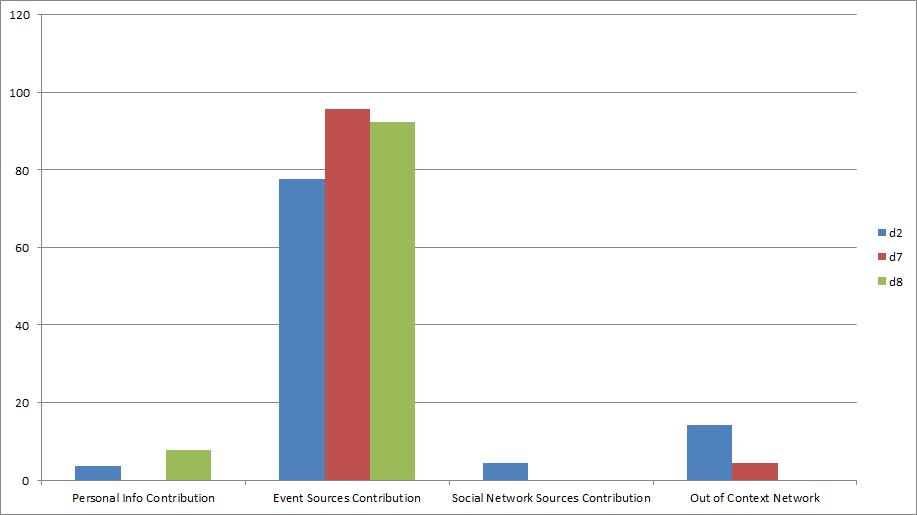 120
100
80
60
40
20
0
Personal Info Contribution
Event Sources Contribution
Social Network Sources Contribution
Out of Context Network
d2
d7
d8